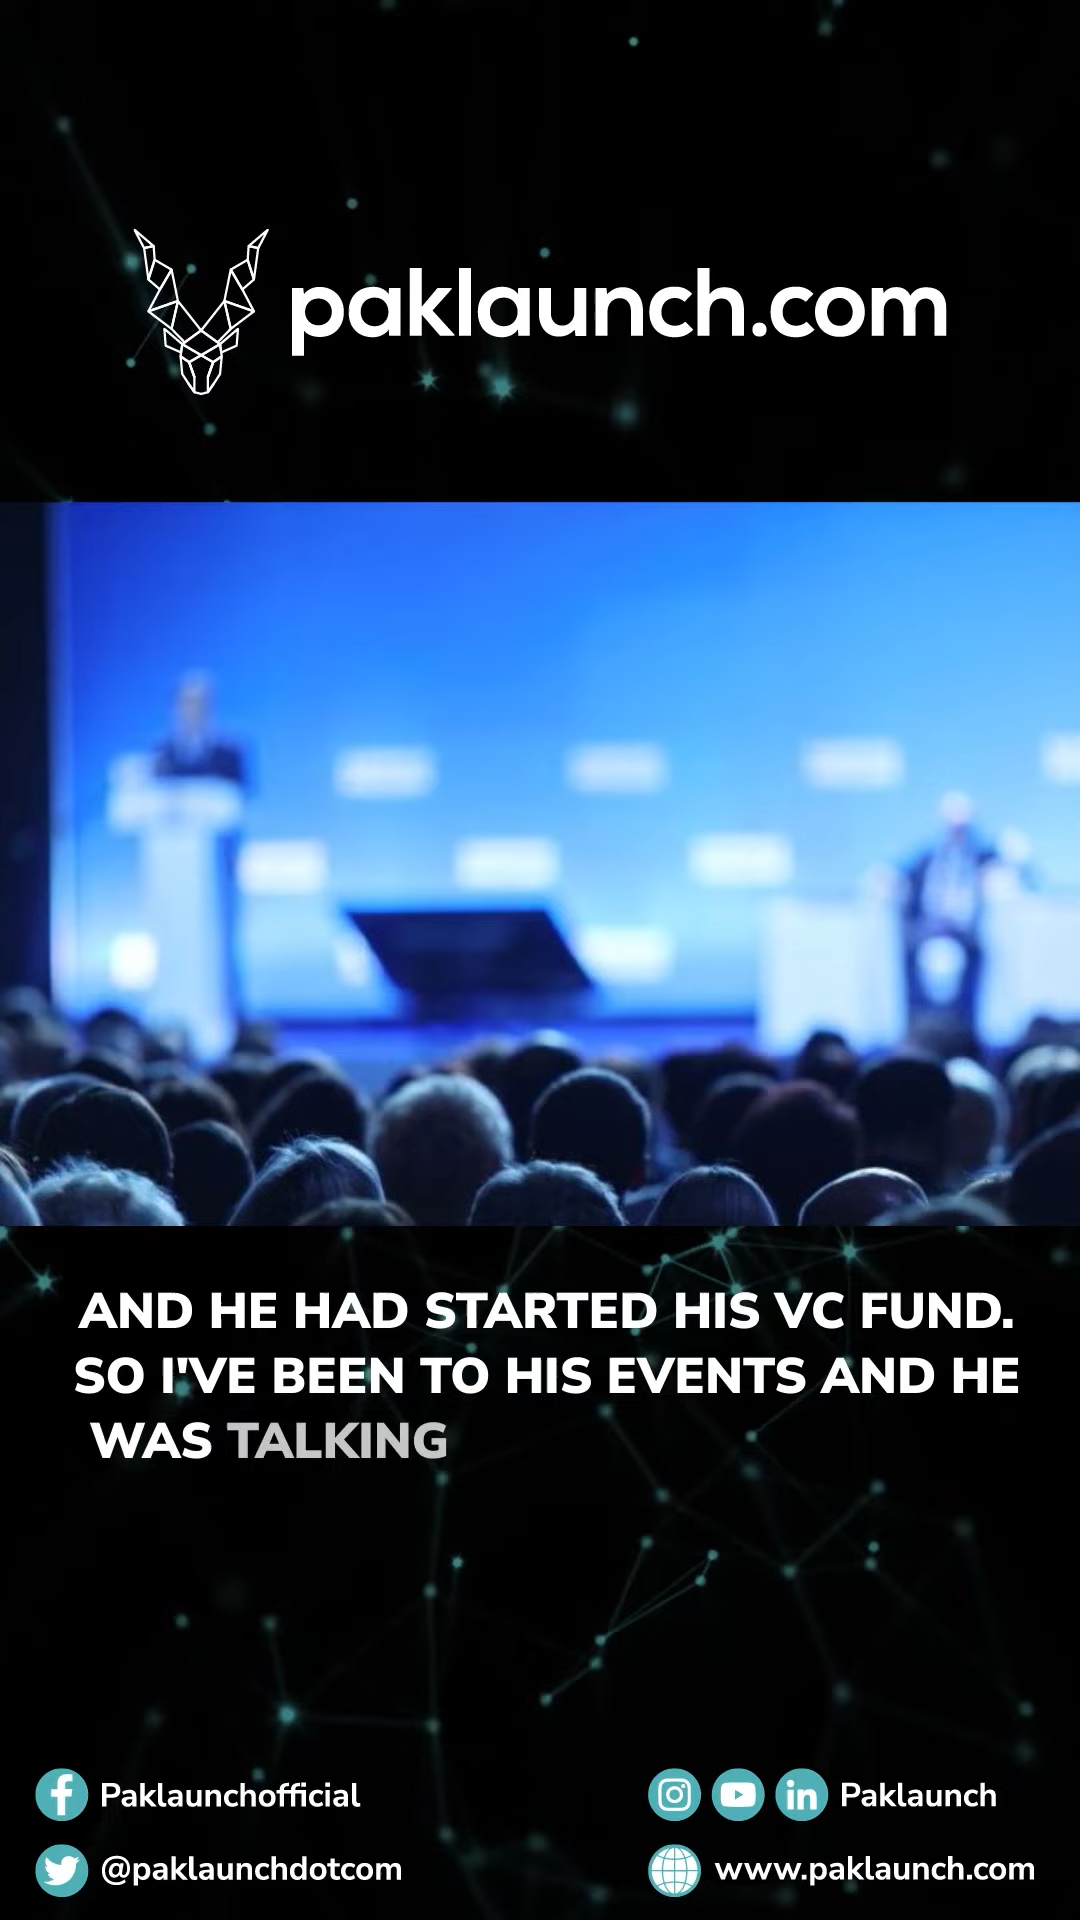 paklaunch.com
AND HE HAD STARTED HIS VC FUND.
SO I'VE BEEN TO HIS EVENTS AND HE
WAS TALKING
Paklaunchofficial
Paklaunch
@paklaunchdotcom
www.paklaunch.com